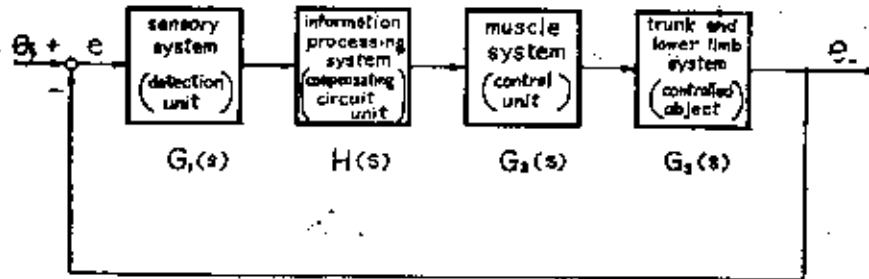 θ + e
sensory
system
(detection
unit)
information
processing
system
(compensating
circuit
unit)
muscle
system
(control
unit)
trunk and
lower limb
system
(controlled
object)
−
G₁(s)
H(s)
G₂(s)
G₃(s)